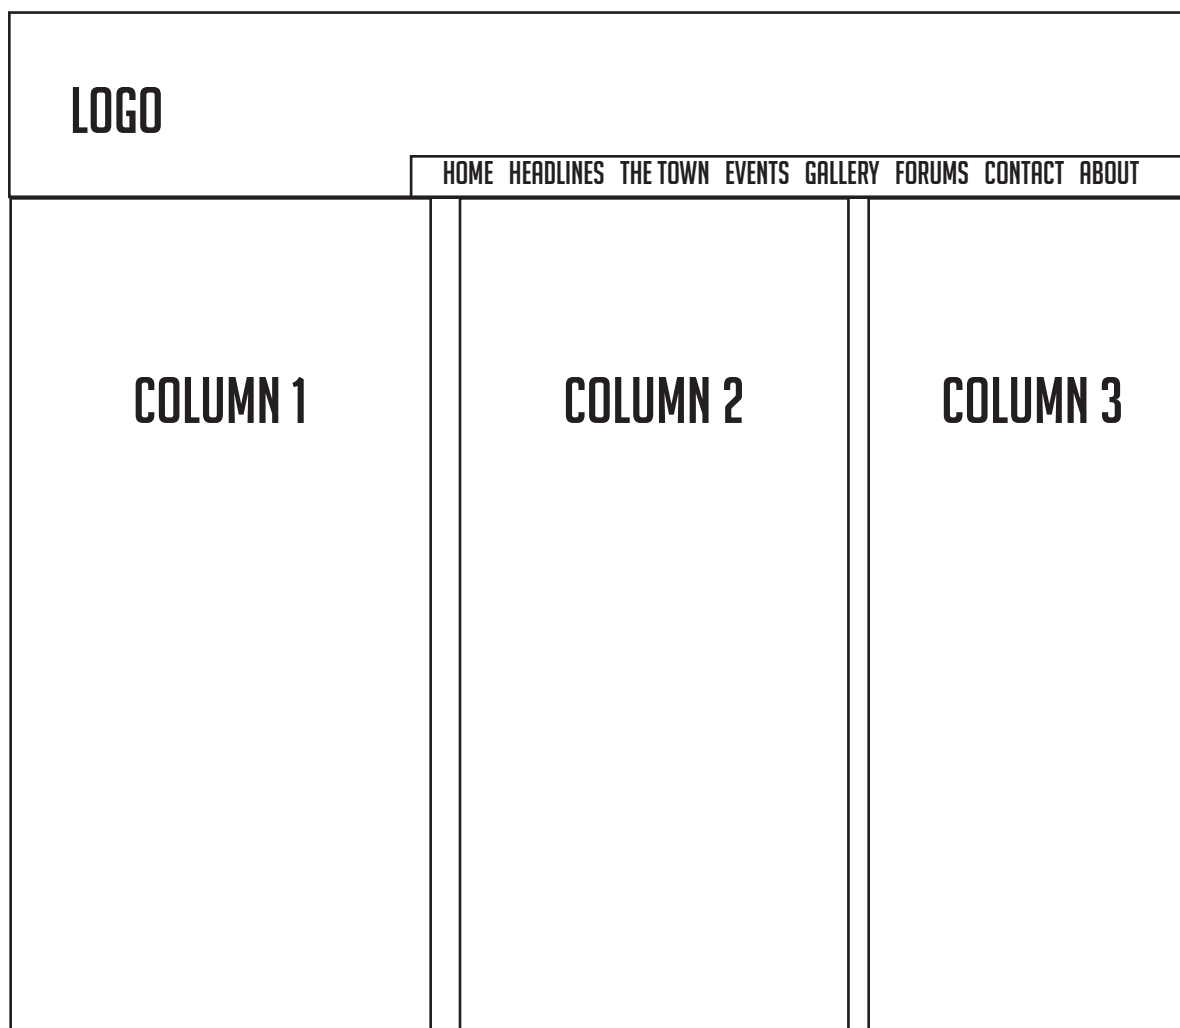 LOGO
HOME HEADLINES THE TOWN EVENTS GALLERY FORUMS CONTACT ABOUT
COLUMN 1 COLUMN 2 COLUMN 3